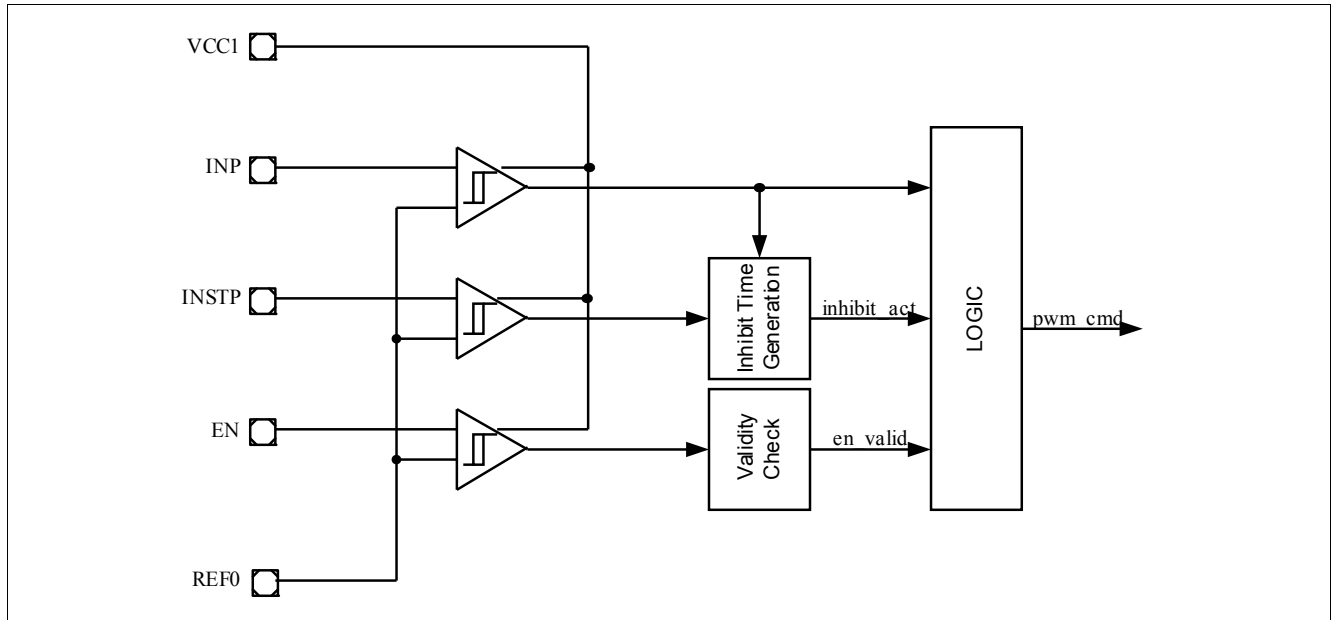 VCC1
INP
INSTP
EN
REF0
Inhibit Time
Generation
Validity
Check
inhibit_act
en_valid
LOGIC
pwm_cmd